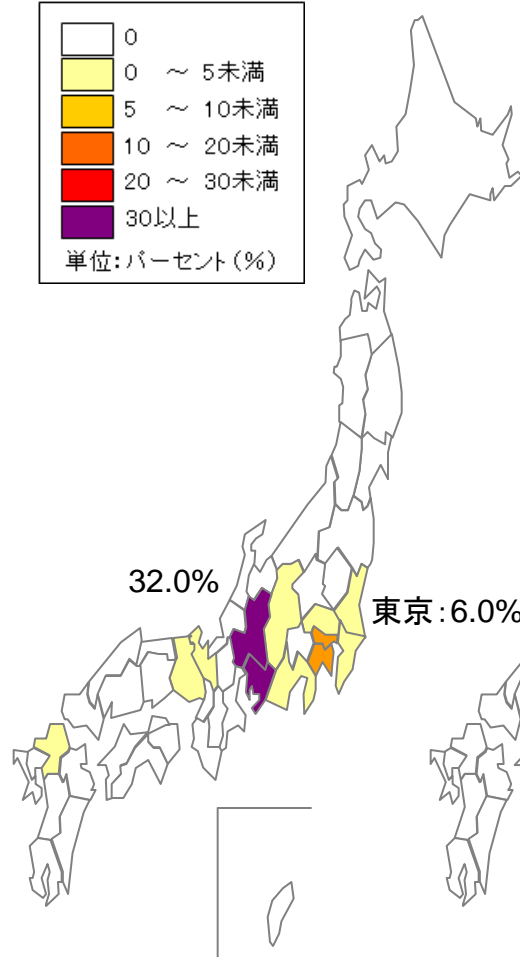 0
0 ～ 5未満
5 ～ 10未満
10 ～ 20未満
20 ～ 30未満
30以上
単位:パーセント(%)
32.0%
東京:6.0%